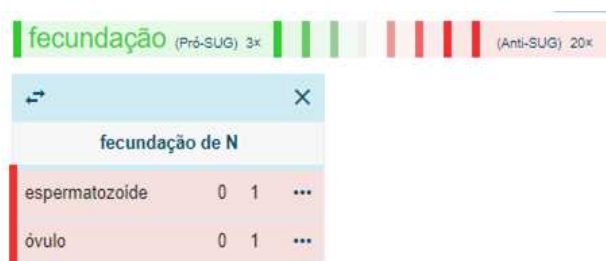 fecundação (Pró-SUG) 3× (Anti-SUG) 20×
fecundação de N
espermatozoide 0 1 •••
óvulo 0 1 •••